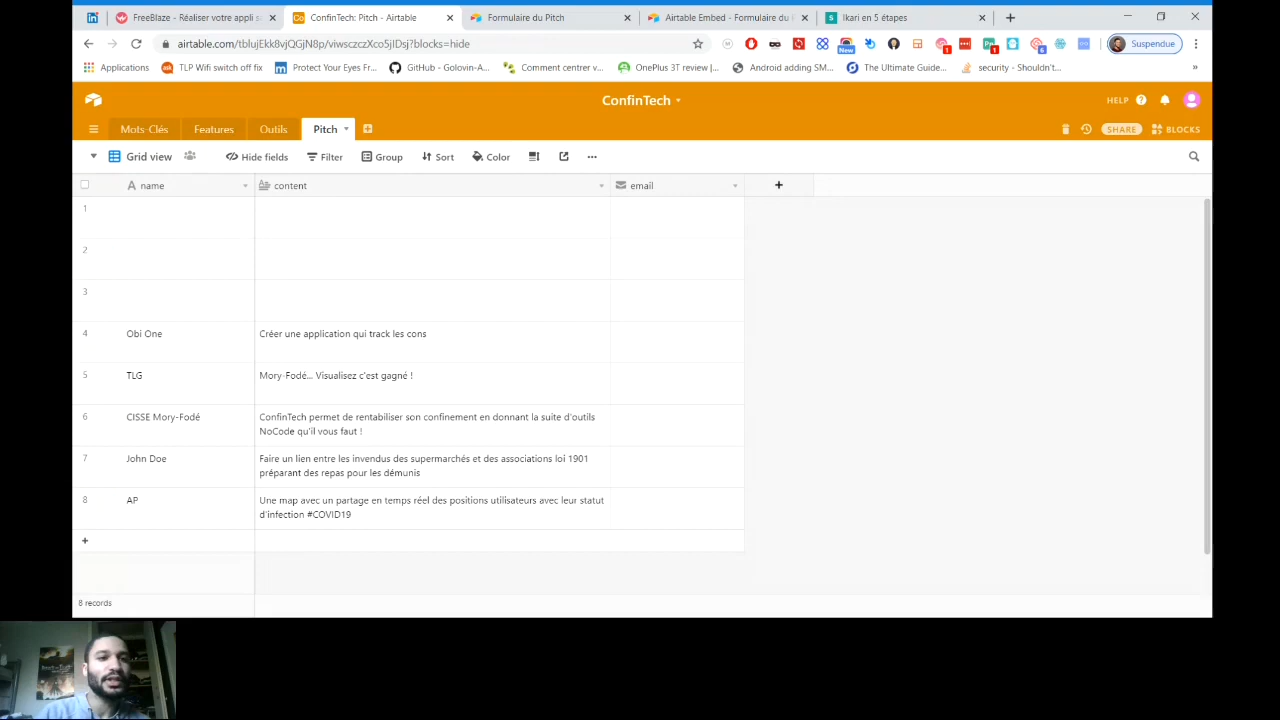 FreeBlaze - Réaliser votre appli s
ConfinTech: Pitch - Airtable
Formulaire du Pitch
Airtable Embed - Formulaire du
Ikari en 5 étapes
airtable.com/tblujEkk8xRGjN8p/viwsczczXco5jIDsj?blocks=hide
New
1
1
6
Suspendue
Applications
TLP Wifi switch off fix
Protect Your Eyes Fr...
GitHub - Golovin-A...
Comment centrer v...
OnePlus 3T review |...
Android adding SM...
The Ultimate Guide...
security - Shouldn't...
ConfinTech
HELP
Mots-Clés
Features
Outils
Pitch
SHARE
BLOCKS
Grid view
Hide fields
Filter
Group
Sort
Color
name
content
email
1
2
3
4 Obi One Créer une application qui track les cons
5 TLG Mory-Fodé... Visualisez c'est gagné !
6 CISSE Mory-Fodé ConfinTech permet de rentabiliser son confinement en donnant la suite d'outils
NoCode qu'il vous faut !
7 John Doe Faire un lien entre les invendus des supermarchés et des associations loi 1901
préparant des repas pour les démunis
8 AP Une map avec un partage en temps réel des positions utilisateurs avec leur statut
d'infection #COVID19
8 records